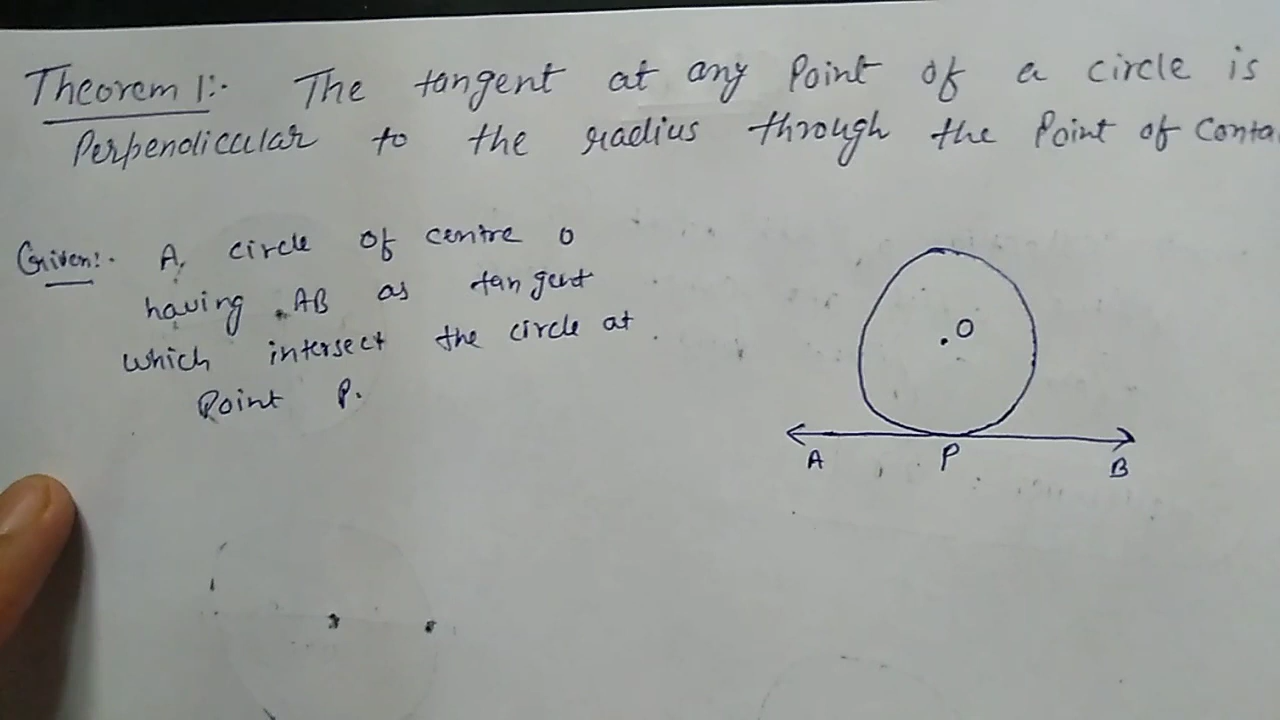 Theorem 1:- The tangent at any Point of a circle is
Perpendicular to the radius through the Point of Conta
Given:- A circle of centre O
having AB as tangent
which intersect the circle at
Point P.
O
A P B